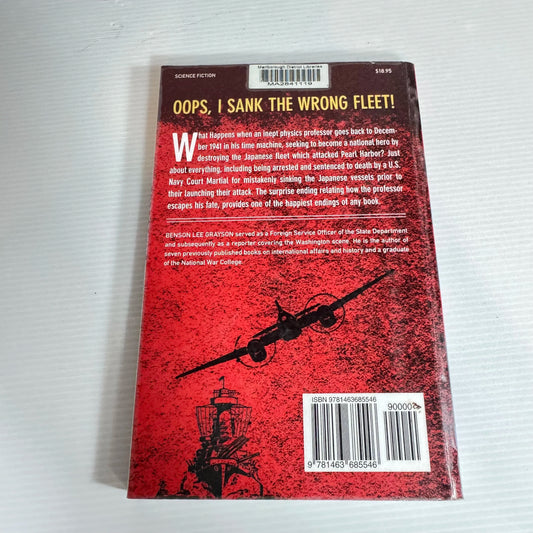 Marlborough District Libraries
MA2841119
SCIENCE FICTION
$18.95
OOPS, I SANK THE WRONG FLEET!
What Happens when an inept physics professor goes back to Decem-
ber 1941 in his time machine, seeking to become a national hero by
destroying the Japanese fleet which attacked Pearl Harbor? Just
about everything, including being arrested and sentenced to death by a U.S.
Navy Court Martial for mistakenly sinking the Japanese vessels prior to
their launching their attack. The surprise ending relating how the professor
escapes his fate, provides one of the happiest endings of any book.
BENSON LEE GRAYSON served as a Foreign Service Officer of the State Department
and subsequently as a reporter covering the Washington scene. He is the author of
seven previously published books on international affairs and history and a graduate
of the National War College.
ISBN 9781463685546
90000
9 781463 685546